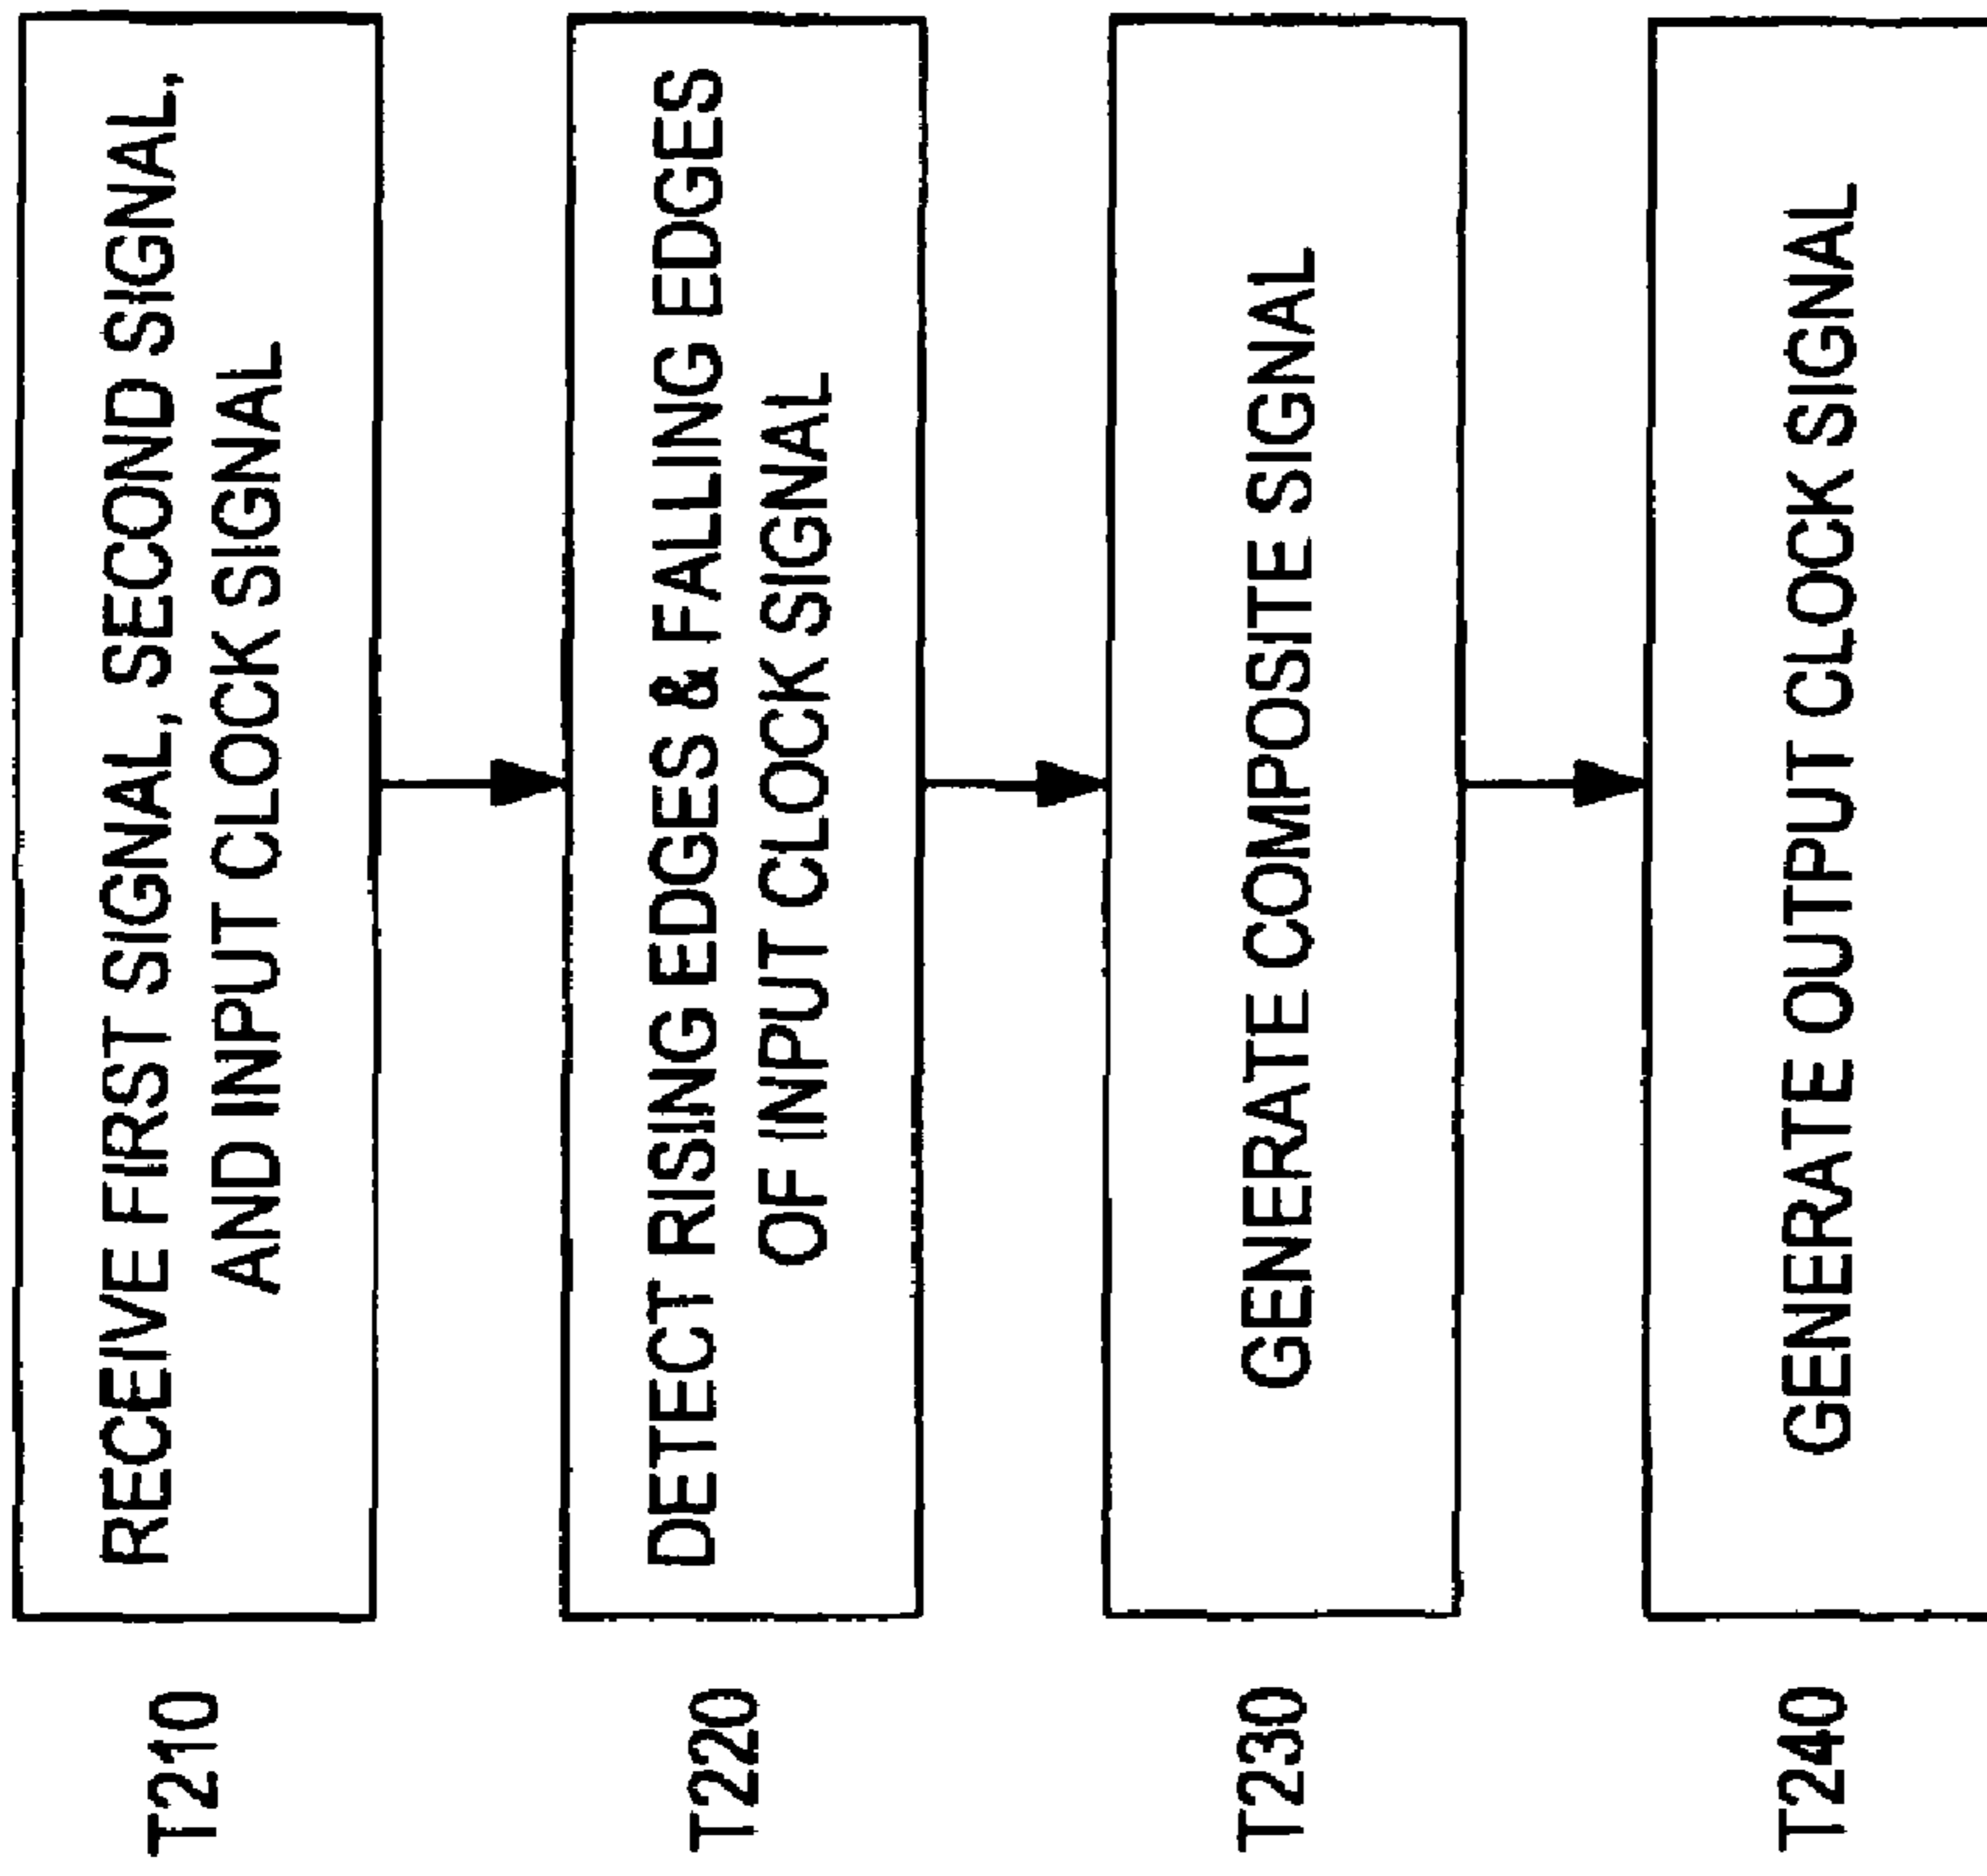 T210
RECEIVE FIRST SIGNAL, SECOND SIGNAL,
AND INPUT CLOCK SIGNAL
T220
DETECT RISING EDGES & FALLING EDGES
OF INPUT CLOCK SIGNAL
T230
GENERATE COMPOSITE SIGNAL
T240
GENERATE OUTPUT CLOCK SIGNAL